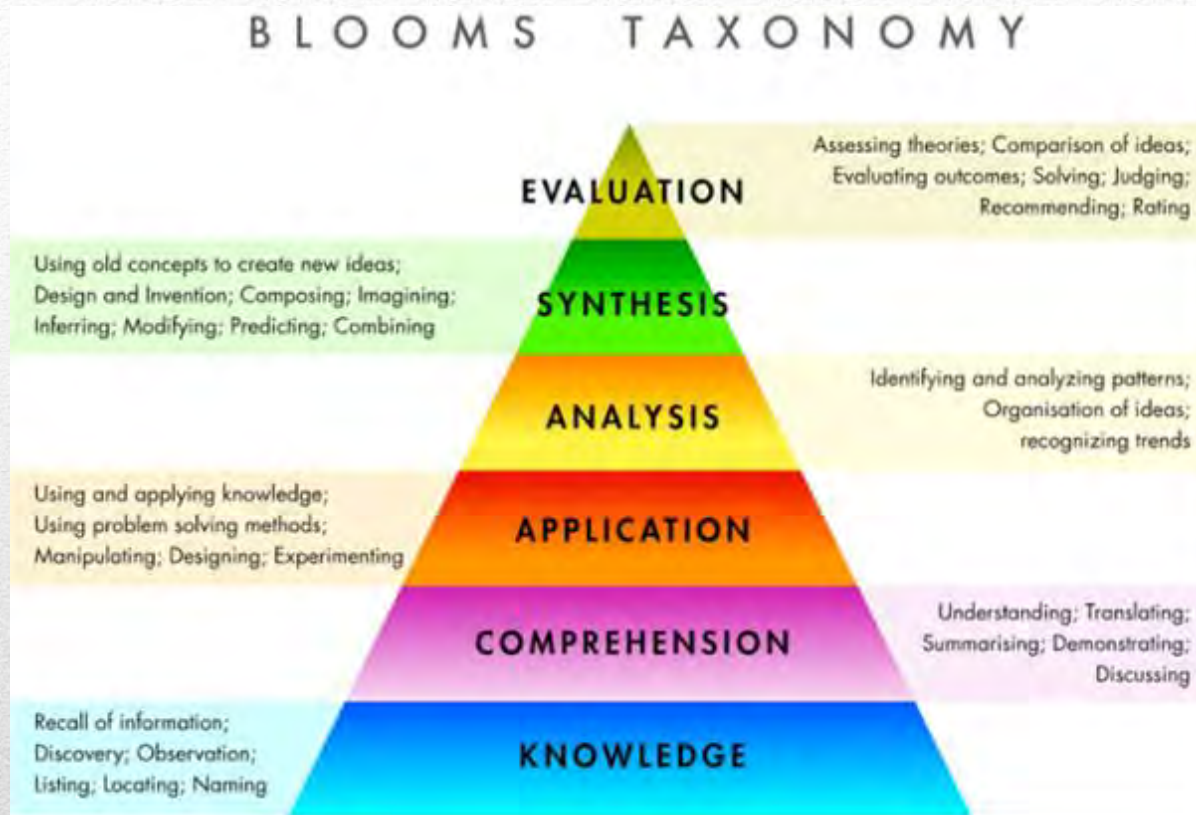 BLOOMS TAXONOMY
EVALUATION
Assessing theories; Comparison of ideas;
Evaluating outcomes; Solving; Judging;
Recommending; Rating
Using old concepts to create new ideas;
Design and Invention; Composing; Imagining;
Inferring; Modifying; Predicting; Combining
SYNTHESIS
ANALYSIS
Identifying and analyzing patterns;
Organisation of ideas;
recognizing trends
Using and applying knowledge;
Using problem solving methods;
Manipulating; Designing; Experimenting
APPLICATION
COMPREHENSION
Understanding; Translating;
Summarising; Demonstrating;
Discussing
Recall of information;
Discovery; Observation;
Listing; Locating; Naming
KNOWLEDGE